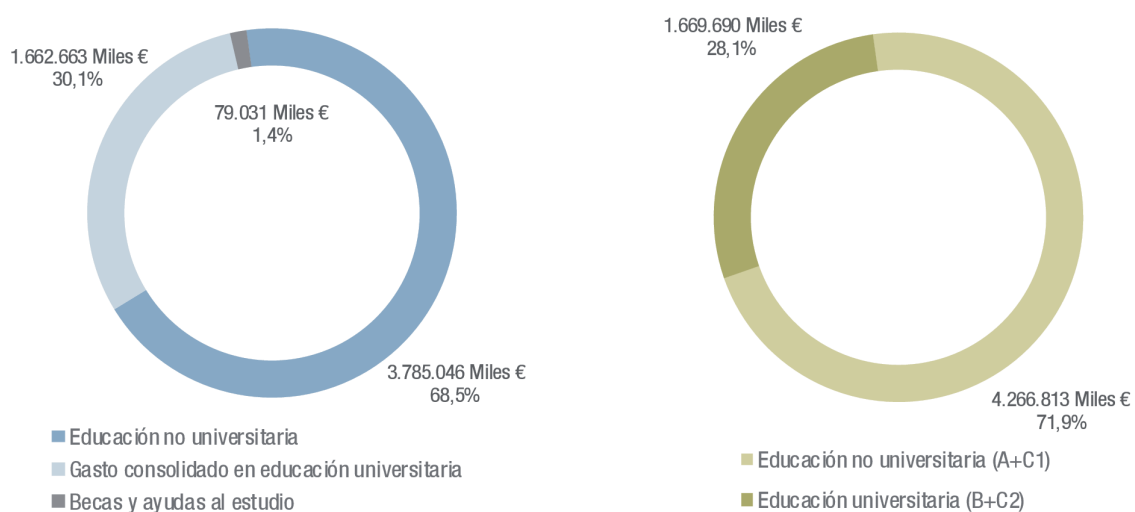 1.662.663 Miles €
30,1%
79.031 Miles €
1,4%
3.785.046 Miles €
68,5%
Educación no universitaria
Gasto consolidado en educación universitaria
Becas y ayudas al estudio
1.669.690 Miles €
28,1%
4.266.813 Miles €
71,9%
Educación no universitaria (A+C1)
Educación universitaria (B+C2)